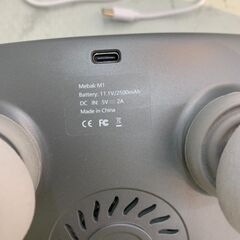 Mebak M1
Battery: 11.1V/2500mAh
DC IN 5V⎓2A
Made in China
CE FC